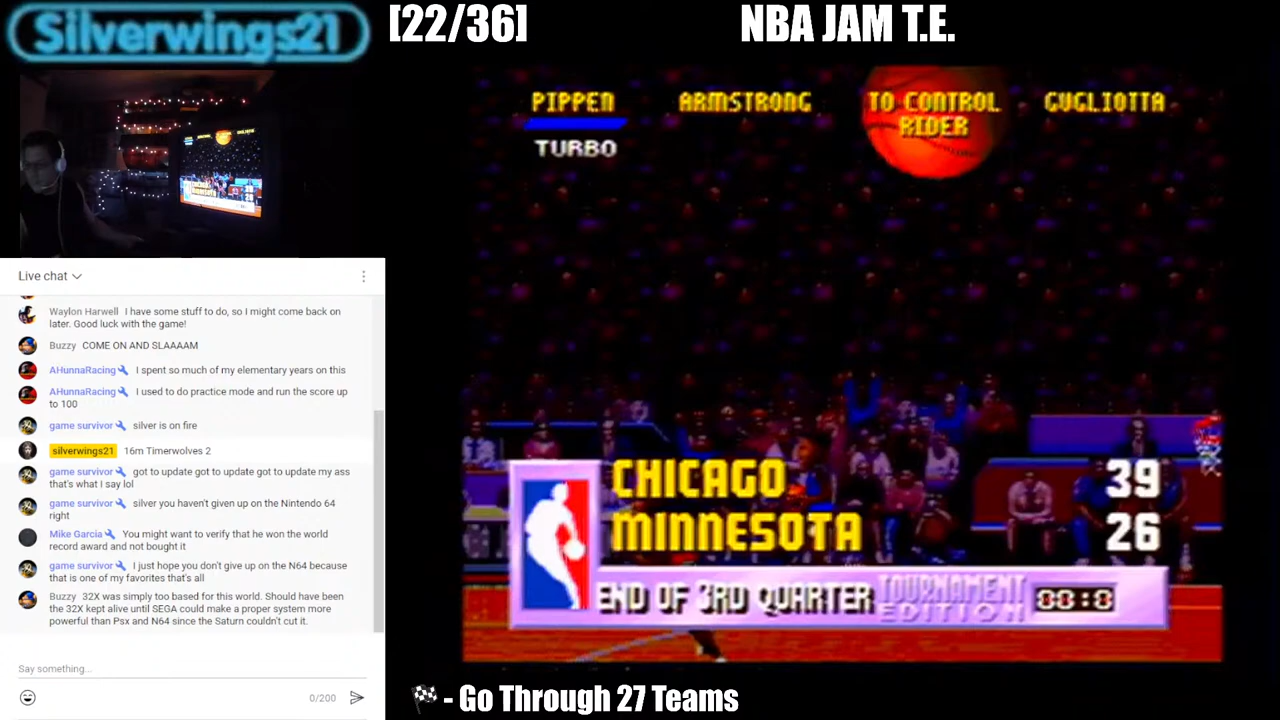 Silverwings21
[22/36]
NBA JAM T.E.
PIPPEN
TURBO
ARMSTRONG
TO CONTROL
RIDER
GUGLIOTTA
Live chat
Waylon Harwell I have some stuff to do, so I might come back on
later. Good luck with the game!
Buzzy COME ON AND SLAAAAM
AHunnaRacing I spent so much of my elementary years on this
AHunnaRacing I used to do practice mode and run the score up
to 100
game survivor silver is on fire
silverwings21 16m Timerwolves 2
game survivor got to update got to update got to update my ass
that's what I say lol
game survivor silver you haven't given up on the Nintendo 64
right
Mike Garcia You might want to verify that he won the world
record award and not bought it
game survivor I just hope you don't give up on the N64 because
that is one of my favorites that's all
Buzzy 32X was simply too based for this world. Should have been
the 32X kept alive until SEGA could make a proper system more
powerful than Psx and N64 since the Saturn couldn't cut it.
Say something...
0/200
CHICAGO 39
MINNESOTA 26
END OF 3RD QUARTER
TOURNAMENT
EDITION
00:0
- Go Through 27 Teams